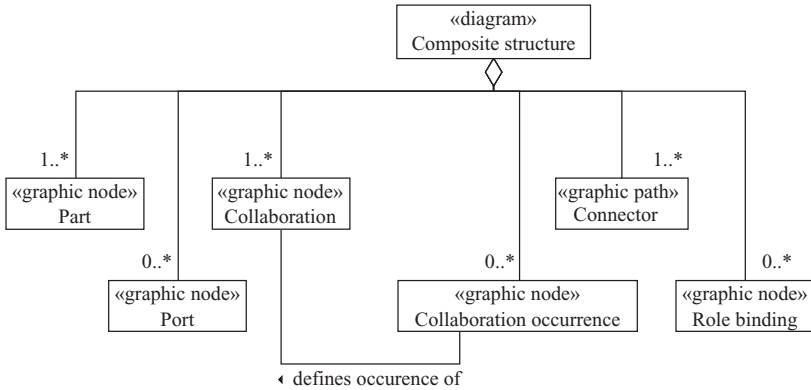 «diagram»
Composite structure
1..*
1..*
1..*
«graphic node»
Part
«graphic node»
Collaboration
«graphic path»
Connector
0..*
0..*
0..*
«graphic node»
Port
«graphic node»
Collaboration occurrence
«graphic node»
Role binding
defines occurence of